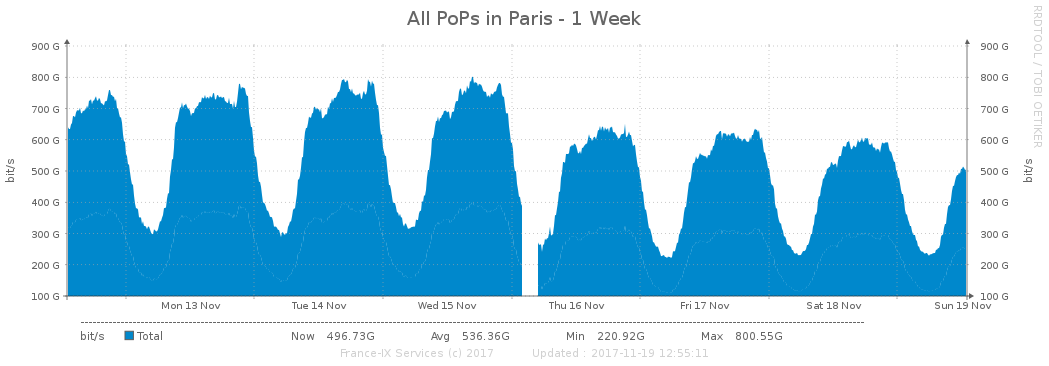 All PoPs in Paris - 1 Week
RRDTOOL / TOBI OETIKER
900 G 900 G
800 G 800 G
700 G 700 G
600 G 600 G
500 G 500 G
400 G 400 G
300 G 300 G
200 G 200 G
100 G 100 G
bit/s
bit/s
Mon 13 Nov Tue 14 Nov Wed 15 Nov Thu 16 Nov Fri 17 Nov Sat 18 Nov Sun 19 Nov
bit/s Total Now 496.73G Avg 536.36G Min 220.92G Max 800.55G
France-IX Services (c) 2017 Updated : 2017-11-19 12:55:11